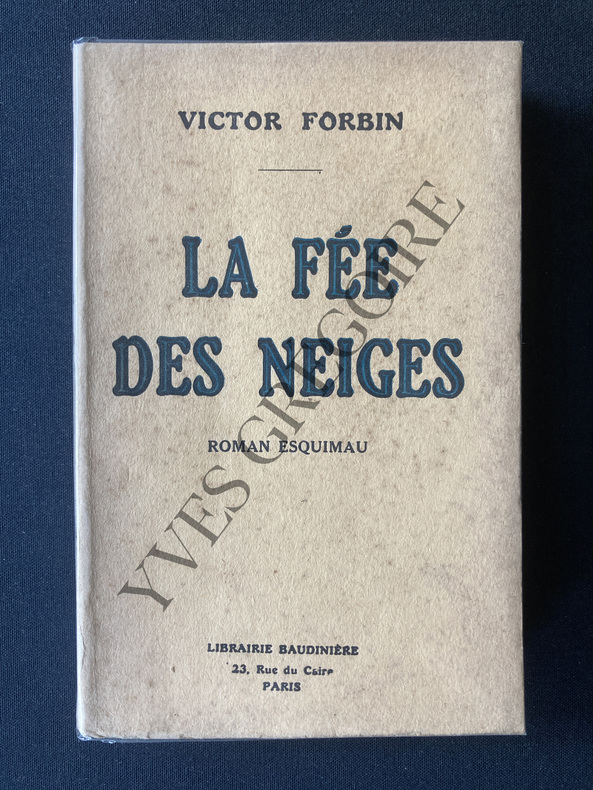 VICTOR FORBIN
LA FÉE
DES NEIGES
ROMAN ESQUIMAU
LIBRAIRIE BAUDINIÈRE
23, Rue du Caire
PARIS
YVES GREGOIRE